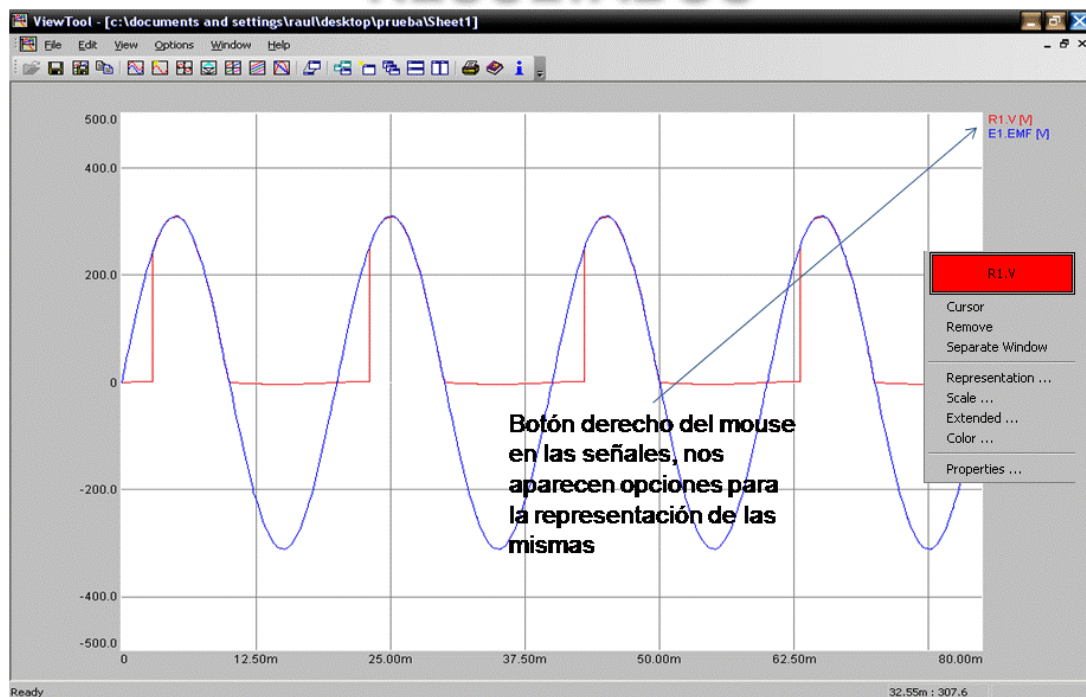 ViewTool - [c:\documents and settings\raul\desktop\prueba\Sheet1]
File Edit View Options Window Help
500.0
400.0
200.0
0
-200.0
-400.0
-500.0
0 12.50m 25.00m 37.50m 50.00m 62.50m 80.00m
R1.V [V]
E1.EMF [V]
R1.V
Cursor
Remove
Separate Window
Representation ...
Scale ...
Extended ...
Color ...
Properties ...
Botón derecho del mouse
en las señales, nos
aparecen opciones para
la representación de las
mismas
Ready 32.55m : 307.6